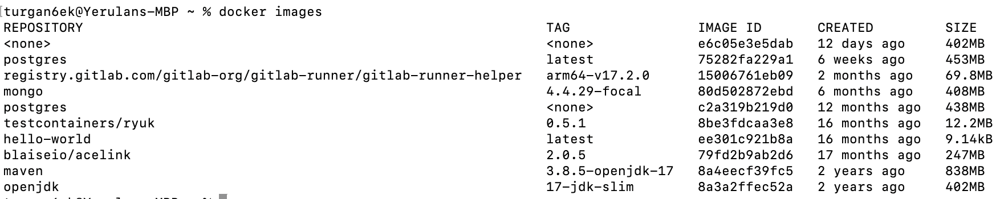 turgan6ek@Yerulans-MBP ~ % docker images
REPOSITORY TAG IMAGE ID CREATED SIZE
<none> <none> e6c05e3e5dab 12 days ago 402MB
postgres latest 75282fa229a1 6 weeks ago 453MB
registry.gitlab.com/gitlab-org/gitlab-runner/gitlab-runner-helper arm64-v17.2.0 15006761eb09 2 months ago 69.8MB
mongo 4.4.29-focal 80d502872ebd 6 months ago 408MB
postgres <none> c2a319b219d0 12 months ago 438MB
testcontainers/ryuk 0.5.1 8be3fdcaa3e8 16 months ago 12.2MB
hello-world latest ee301c921b8a 16 months ago 9.14kB
blaiseio/acelink 2.0.5 79fd2b9ab2d6 17 months ago 247MB
maven 3.8.5-openjdk-17 8a4eecf39fc5 2 years ago 838MB
openjdk 17-jdk-slim 8a3a2ffec52a 2 years ago 402MB